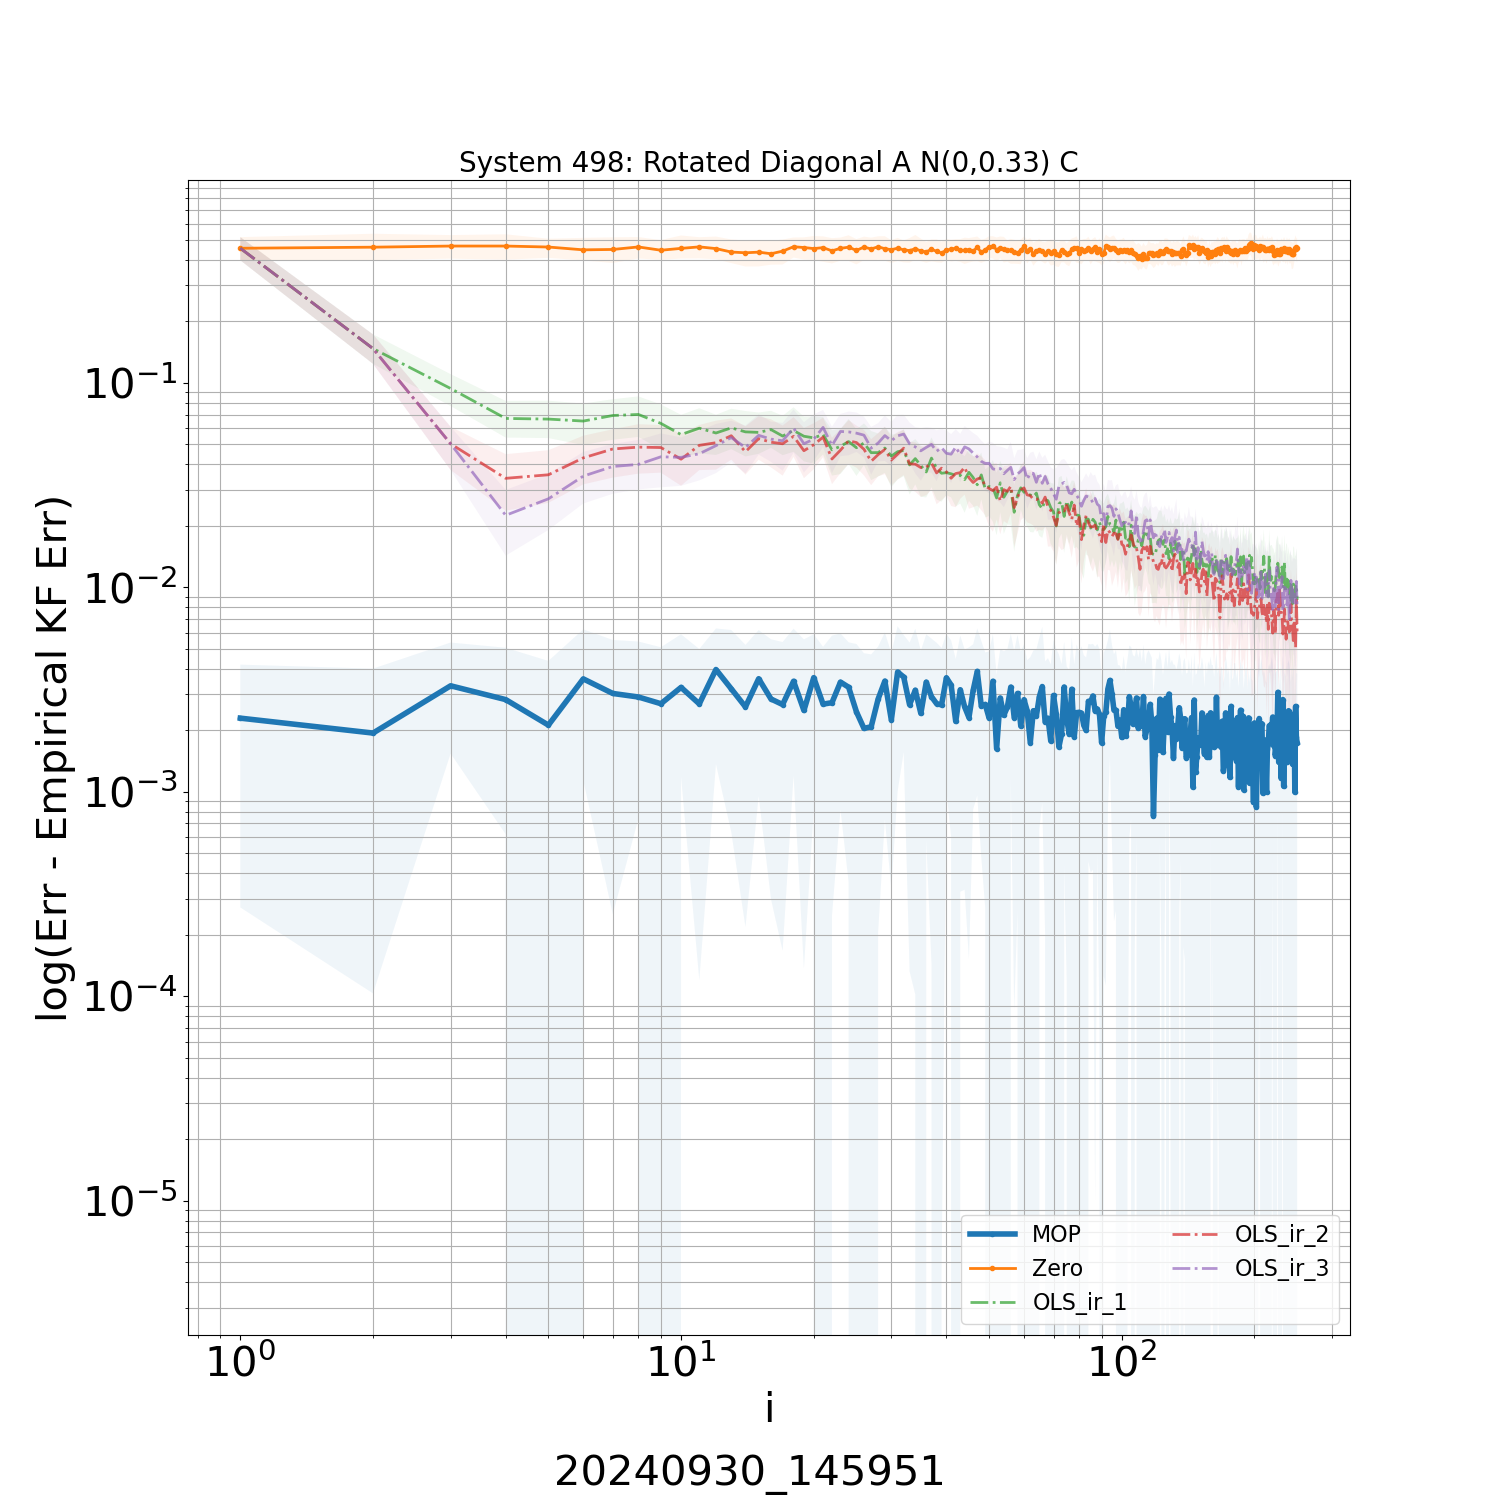 System 498: Rotated Diagonal A N(0,0.33) C
log(Err - Empirical KF Err)
10⁻¹
10⁻²
10⁻³
10⁻⁴
10⁻⁵
MOP
Zero
OLS_ir_1
OLS_ir_2
OLS_ir_3
10⁰ 10¹ 10²
i
20240930_145951